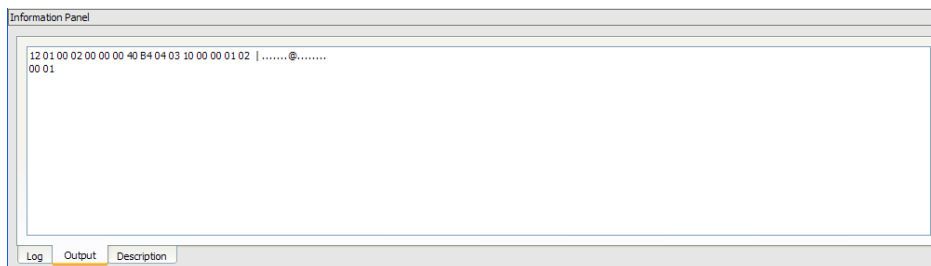 Information Panel
12 01 00 02 00 00 00 40 B4 04 03 10 00 00 01 02 | .......@........
00 01
Log Output Description